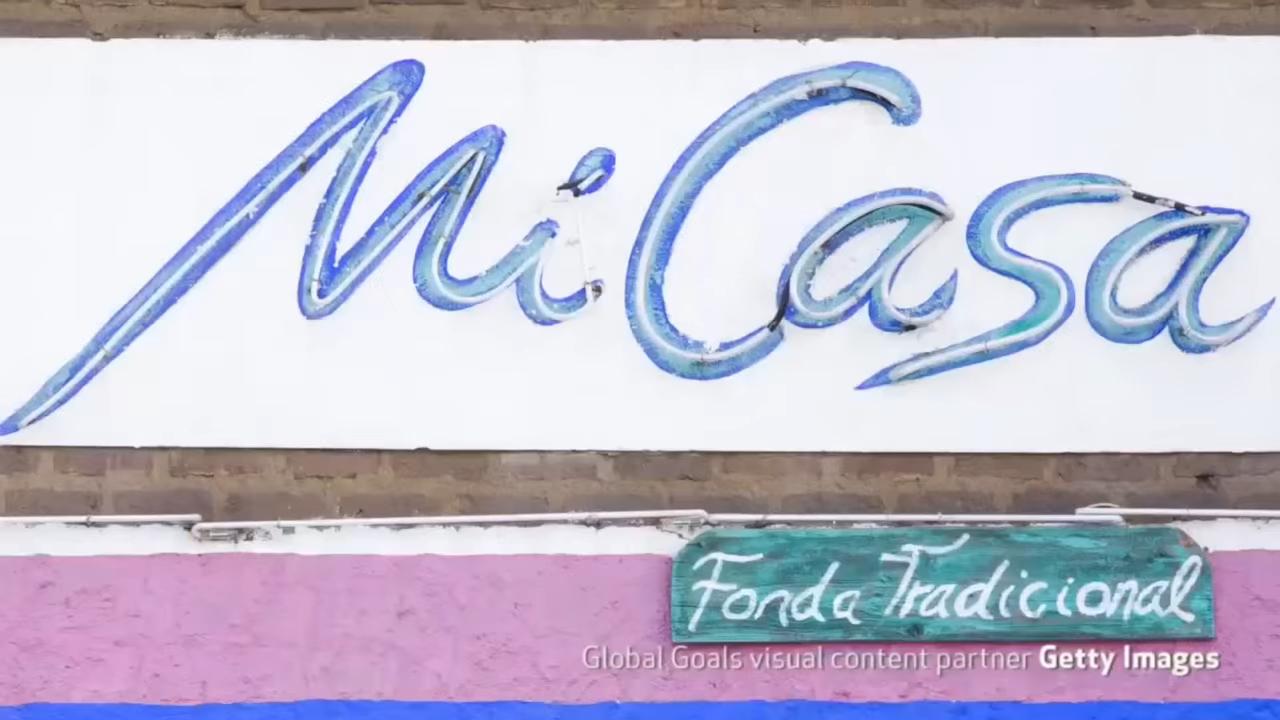 Mi Casa
Fonda Tradicional
Global Goals visual content partner Getty Images